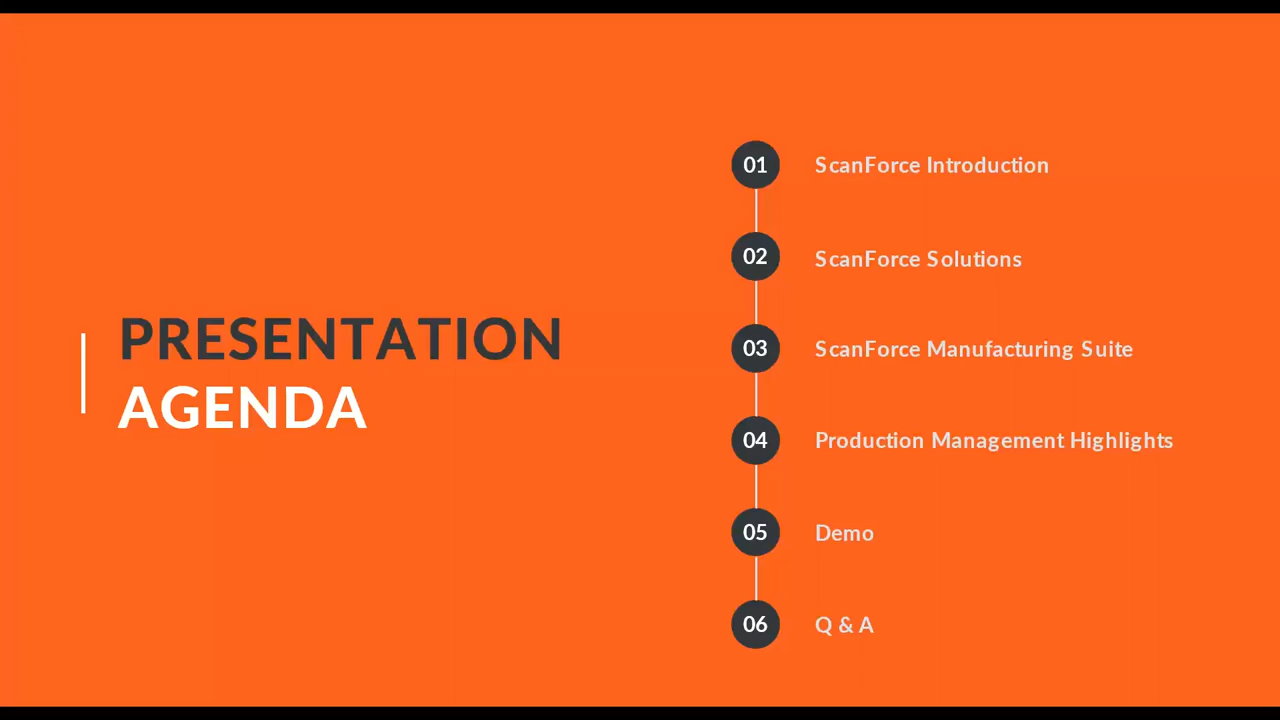 PRESENTATION
AGENDA
01 ScanForce Introduction
02 ScanForce Solutions
03 ScanForce Manufacturing Suite
04 Production Management Highlights
05 Demo
06 Q & A